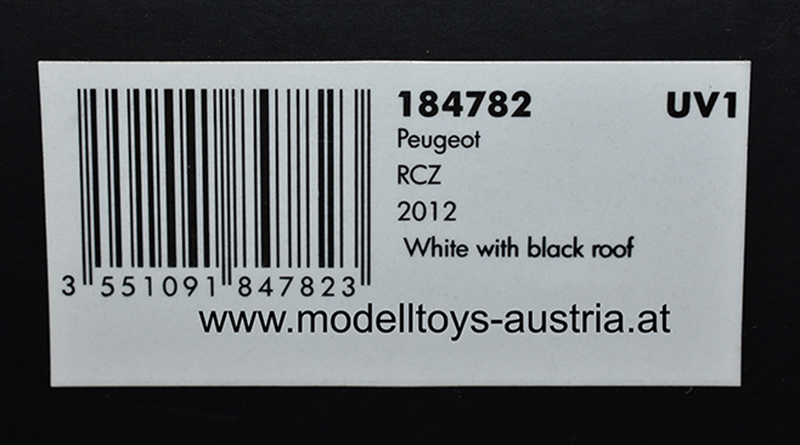 184782 UV1
Peugeot
RCZ
2012
White with black roof
3 551091 847823
www.modelltoys-austria.at